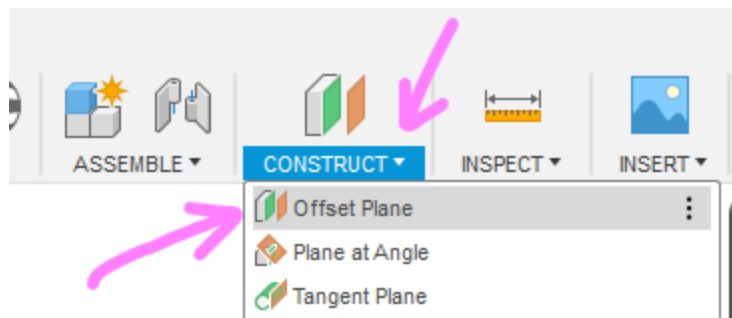 ASSEMBLE ▾ CONSTRUCT ▾ INSPECT ▾ INSERT ▾
Offset Plane
Plane at Angle
Tangent Plane